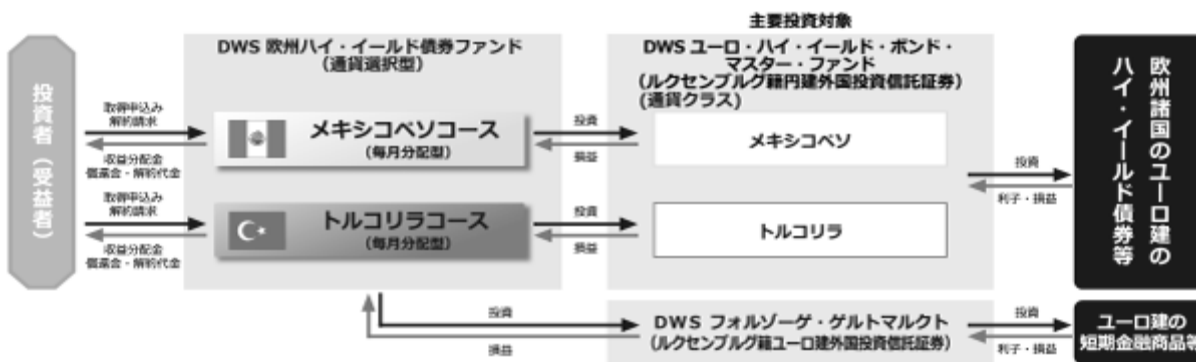 主要投資対象
投資者（受益者）
取得申込み
解約請求
収益分配金
償還金・解約代金
取得申込み
解約請求
収益分配金
償還金・解約代金
DWS 欧州ハイ・イールド債券ファンド
（通貨選択型）
メキシコペソコース
（毎月分配型）
トルコリラコース
（毎月分配型）
投資
損益
投資
損益
DWS ユーロ・ハイ・イールド・ボンド・
マスター・ファンド
（ルクセンブルグ籍円建外国投資信託証券）
（通貨クラス）
メキシコペソ
トルコリラ
投資
利子・損益
欧州諸国のユーロ建の
ハイ・イールド債券等
投資
損益
DWS フォルゾーゲ・ゲルトマルクト
（ルクセンブルグ籍ユーロ建外国投資信託証券）
投資
利子・損益
ユーロ建の
短期金融商品等